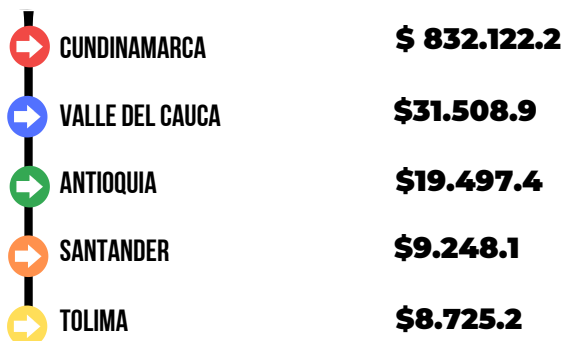 CUNDINAMARCA $ 832.122.2
VALLE DEL CAUCA $31.508.9
ANTIOQUIA $19.497.4
SANTANDER $9.248.1
TOLIMA $8.725.2